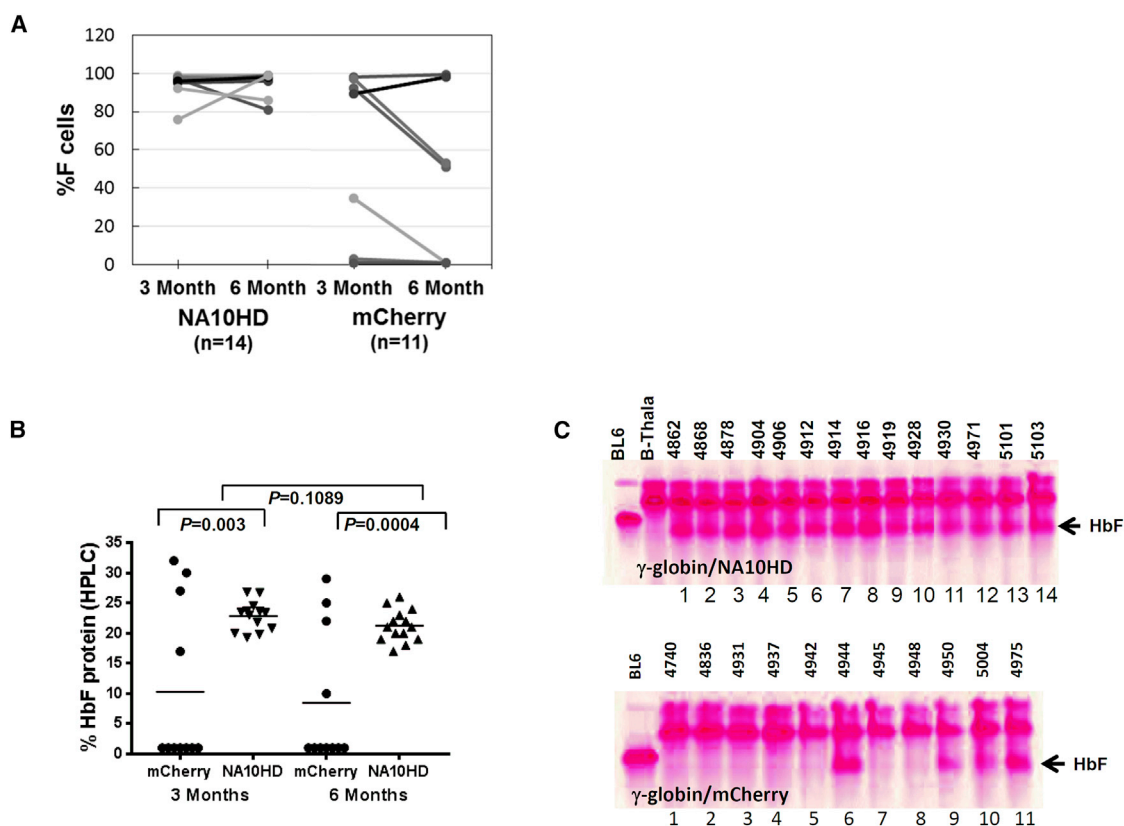 A
120
100
80
60
40
20
0
%F cells
3 Month 6 Month 3 Month 6 Month
NA10HD mCherry
(n=14) (n=11)
B
P=0.1089
P=0.003 P=0.0004
35
30
25
20
15
10
5
0
% HbF protein (HPLC)
mCherry NA10HD mCherry NA10HD
3 Months 6 Months
C
BL6 B-Thala 4862 4868 4878 4904 4906 4912 4914 4916 4919 4928 4930 4971 5101 5103
HbF
γ-globin/NA10HD
1 2 3 4 5 6 7 8 9 10 11 12 13 14
BL6 4740 4836 4931 4937 4942 4944 4945 4948 4950 5004 4975
HbF
γ-globin/mCherry
1 2 3 4 5 6 7 8 9 10 11